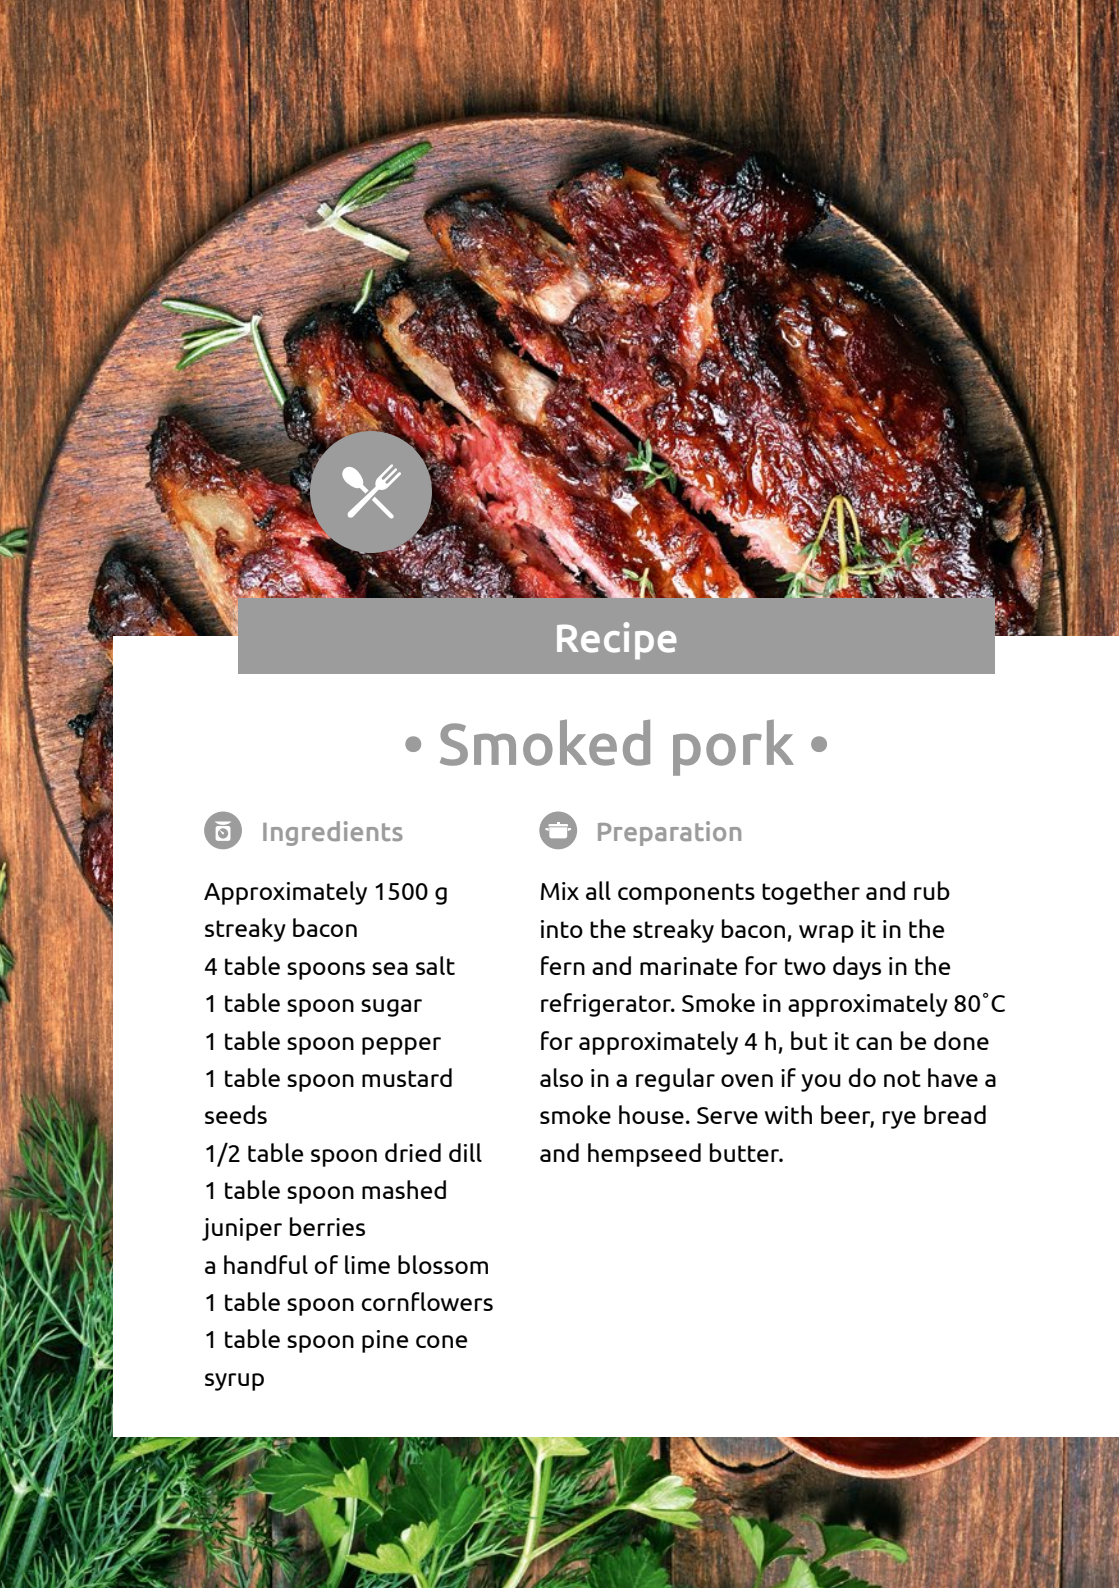 Recipe
• Smoked pork •
Ingredients
Approximately 1500 g
streaky bacon
4 table spoons sea salt
1 table spoon sugar
1 table spoon pepper
1 table spoon mustard
seeds
1/2 table spoon dried dill
1 table spoon mashed
juniper berries
a handful of lime blossom
1 table spoon cornflowers
1 table spoon pine cone
syrup
Preparation
Mix all components together and rub
into the streaky bacon, wrap it in the
fern and marinate for two days in the
refrigerator. Smoke in approximately 80˚C
for approximately 4 h, but it can be done
also in a regular oven if you do not have a
smoke house. Serve with beer, rye bread
and hempseed butter.